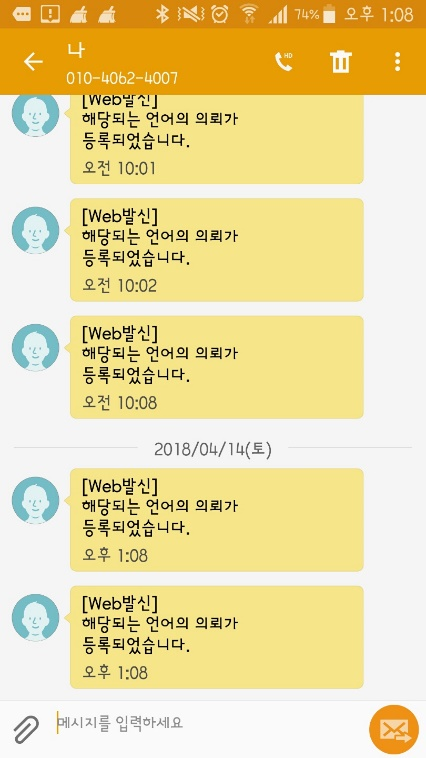 74% 오후 1:08
나
010-4062-4007
HD
[Web발신]
해당되는 언어의 의뢰가
등록되었습니다.
오전 10:01
[Web발신]
해당되는 언어의 의뢰가
등록되었습니다.
오전 10:02
[Web발신]
해당되는 언어의 의뢰가
등록되었습니다.
오전 10:08
2018/04/14(토)
[Web발신]
해당되는 언어의 의뢰가
등록되었습니다.
오후 1:08
[Web발신]
해당되는 언어의 의뢰가
등록되었습니다.
오후 1:08
메시지를 입력하세요